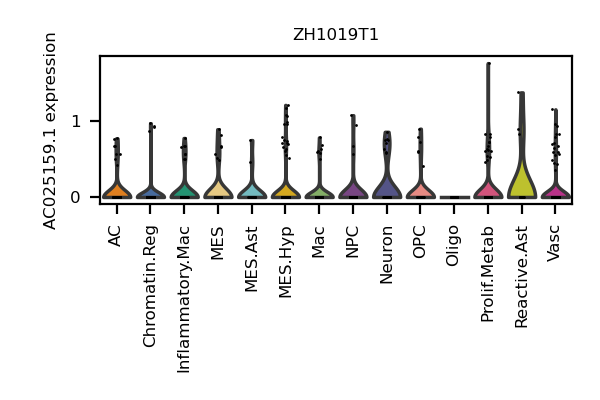 ZH1019T1
AC025159.1 expression
1
0
AC
Chromatin.Reg
Inflammatory.Mac
MES
MES.Ast
MES.Hyp
Mac
NPC
Neuron
OPC
Oligo
Prolif.Metab
Reactive.Ast
Vasc